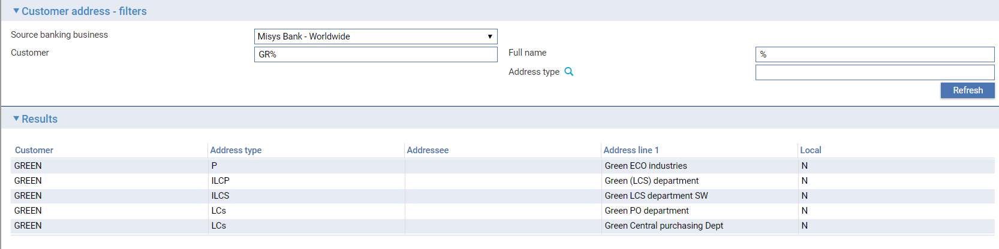 Customer address - filters
Source banking business Misys Bank - Worldwide
Customer GR% Full name %
Address type
Refresh
Results
Customer Address type Addressee Address line 1 Local
GREEN P Green ECO industries N
GREEN ILCP Green (LCS) department N
GREEN ILCS Green LCS department SW N
GREEN LCs Green PO department N
GREEN LCs Green Central purchasing Dept N